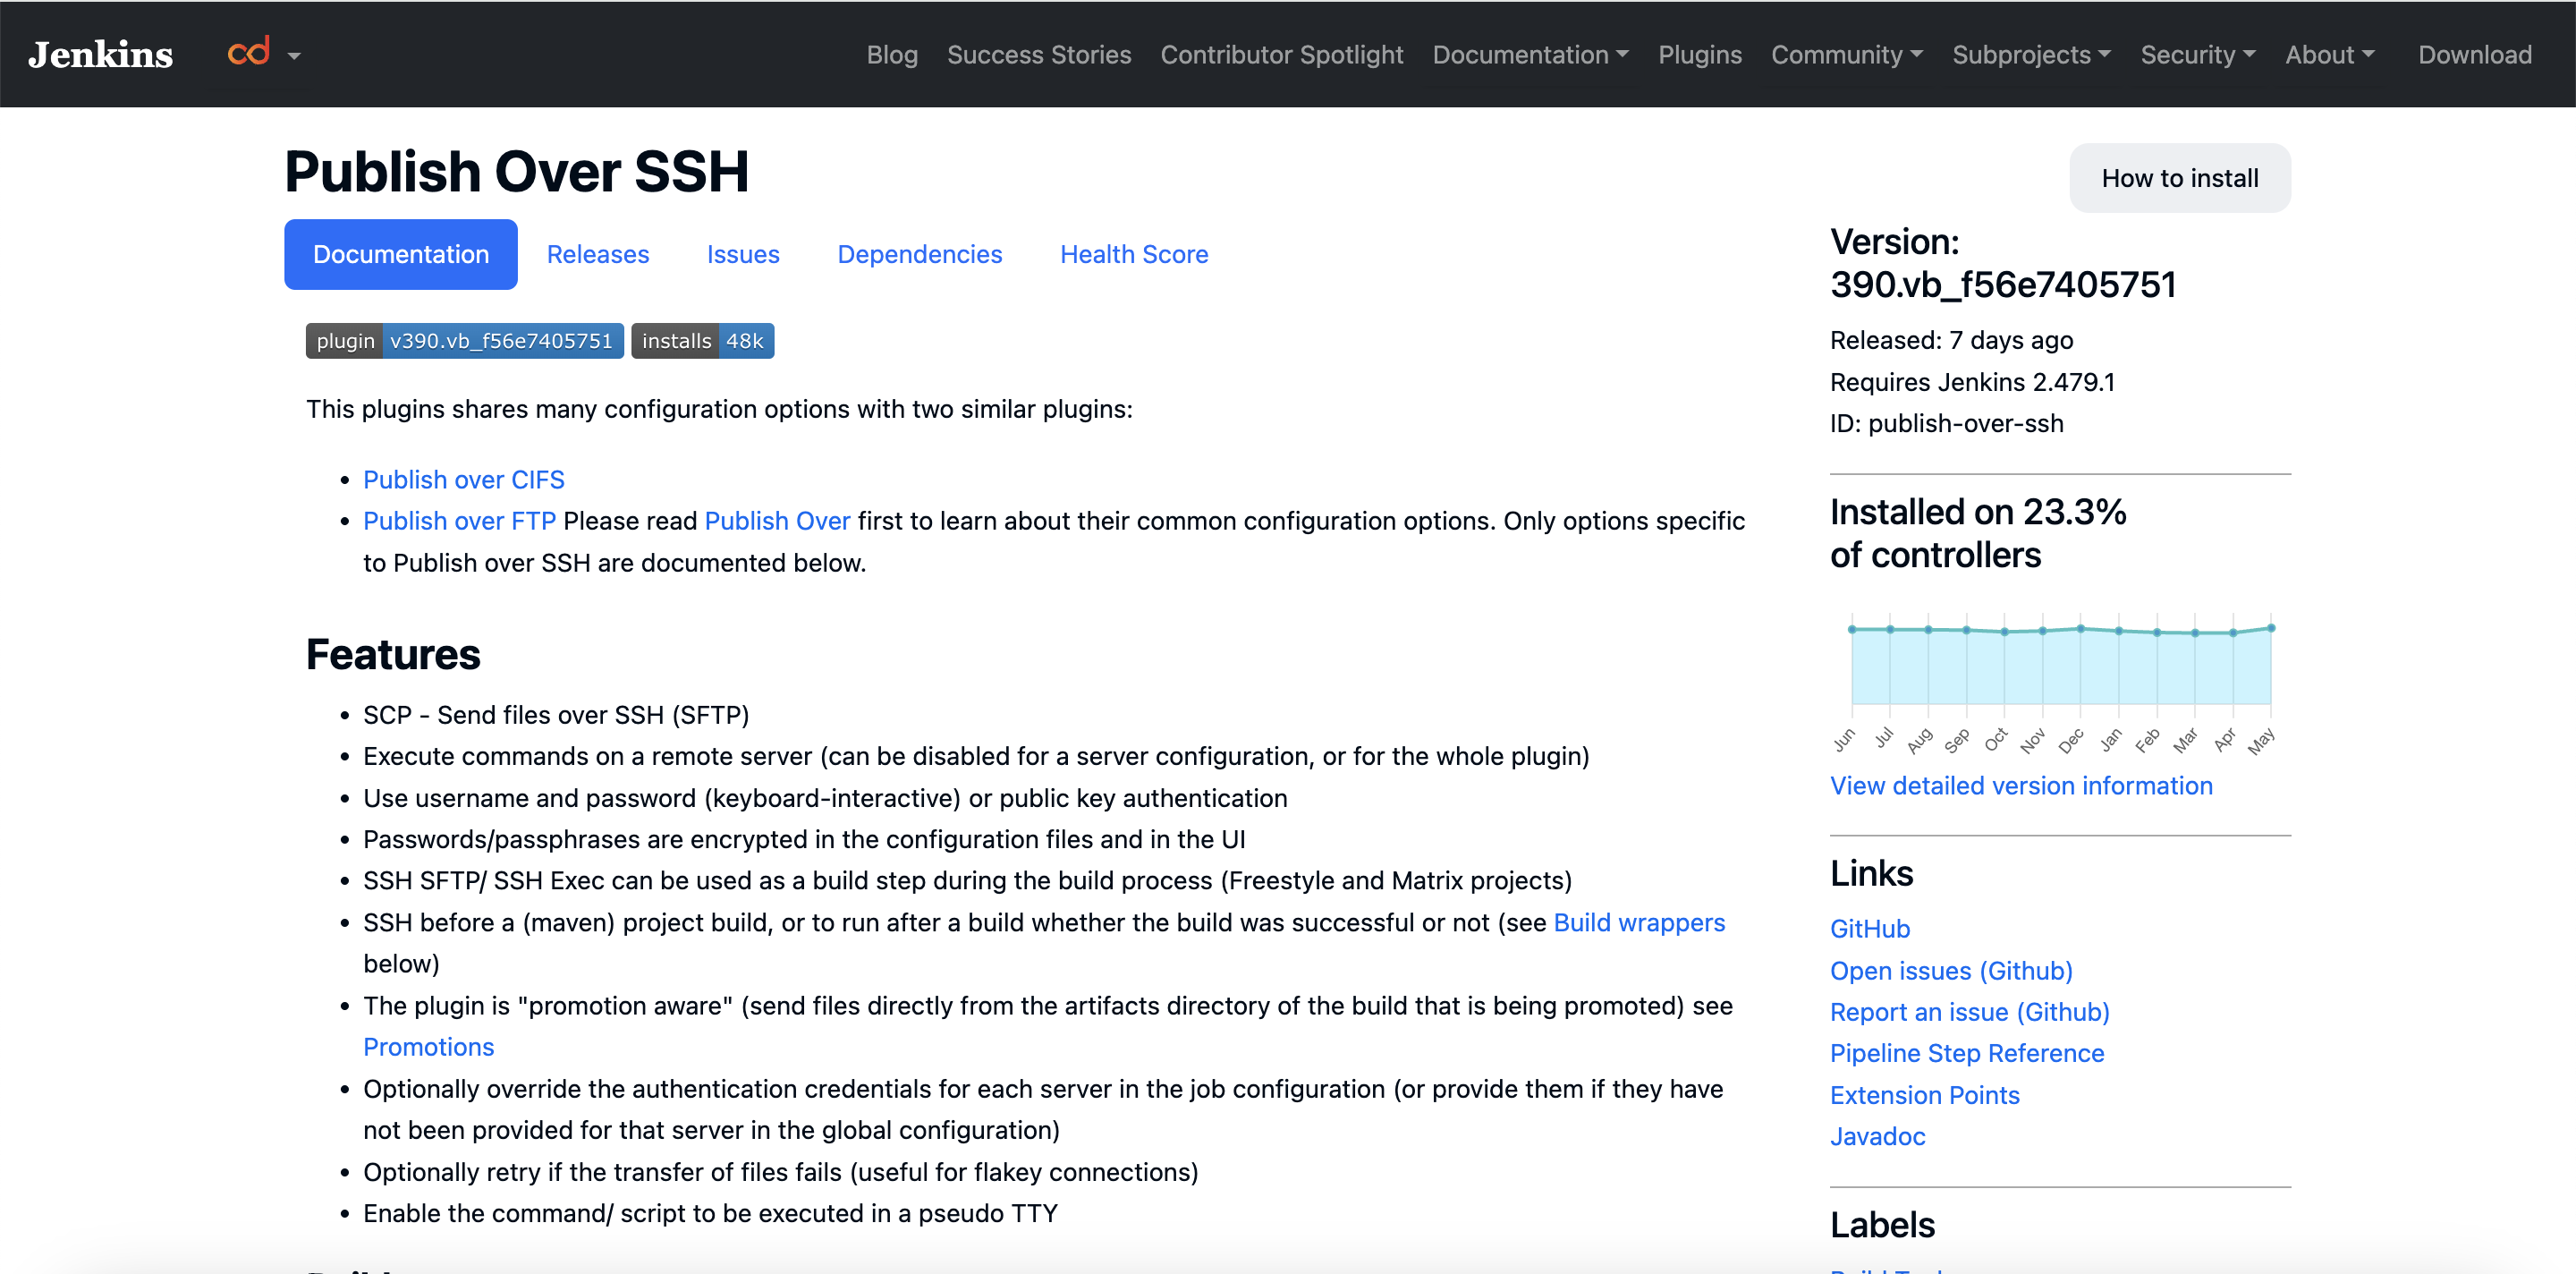 Jenkins
cd
Blog Success Stories Contributor Spotlight Documentation Plugins Community Subprojects Security About Download
Publish Over SSH
How to install
Documentation Releases Issues Dependencies Health Score
plugin v390.vb_f56e7405751 installs 48k
This plugins shares many configuration options with two similar plugins:
Publish over CIFS
Publish over FTP Please read Publish Over first to learn about their common configuration options. Only options specific
to Publish over SSH are documented below.
Features
SCP - Send files over SSH (SFTP)
Execute commands on a remote server (can be disabled for a server configuration, or for the whole plugin)
Use username and password (keyboard-interactive) or public key authentication
Passwords/passphrases are encrypted in the configuration files and in the UI
SSH SFTP/ SSH Exec can be used as a build step during the build process (Freestyle and Matrix projects)
SSH before a (maven) project build, or to run after a build whether the build was successful or not (see Build wrappers
below)
The plugin is "promotion aware" (send files directly from the artifacts directory of the build that is being promoted) see
Promotions
Optionally override the authentication credentials for each server in the job configuration (or provide them if they have
not been provided for that server in the global configuration)
Optionally retry if the transfer of files fails (useful for flakey connections)
Enable the command/ script to be executed in a pseudo TTY
Version:
390.vb_f56e7405751
Released: 7 days ago
Requires Jenkins 2.479.1
ID: publish-over-ssh
Installed on 23.3%
of controllers
Jun Jul Aug Sep Oct Nov Dec Jan Feb Mar Apr May
View detailed version information
Links
GitHub
Open issues (Github)
Report an issue (Github)
Pipeline Step Reference
Extension Points
Javadoc
Labels